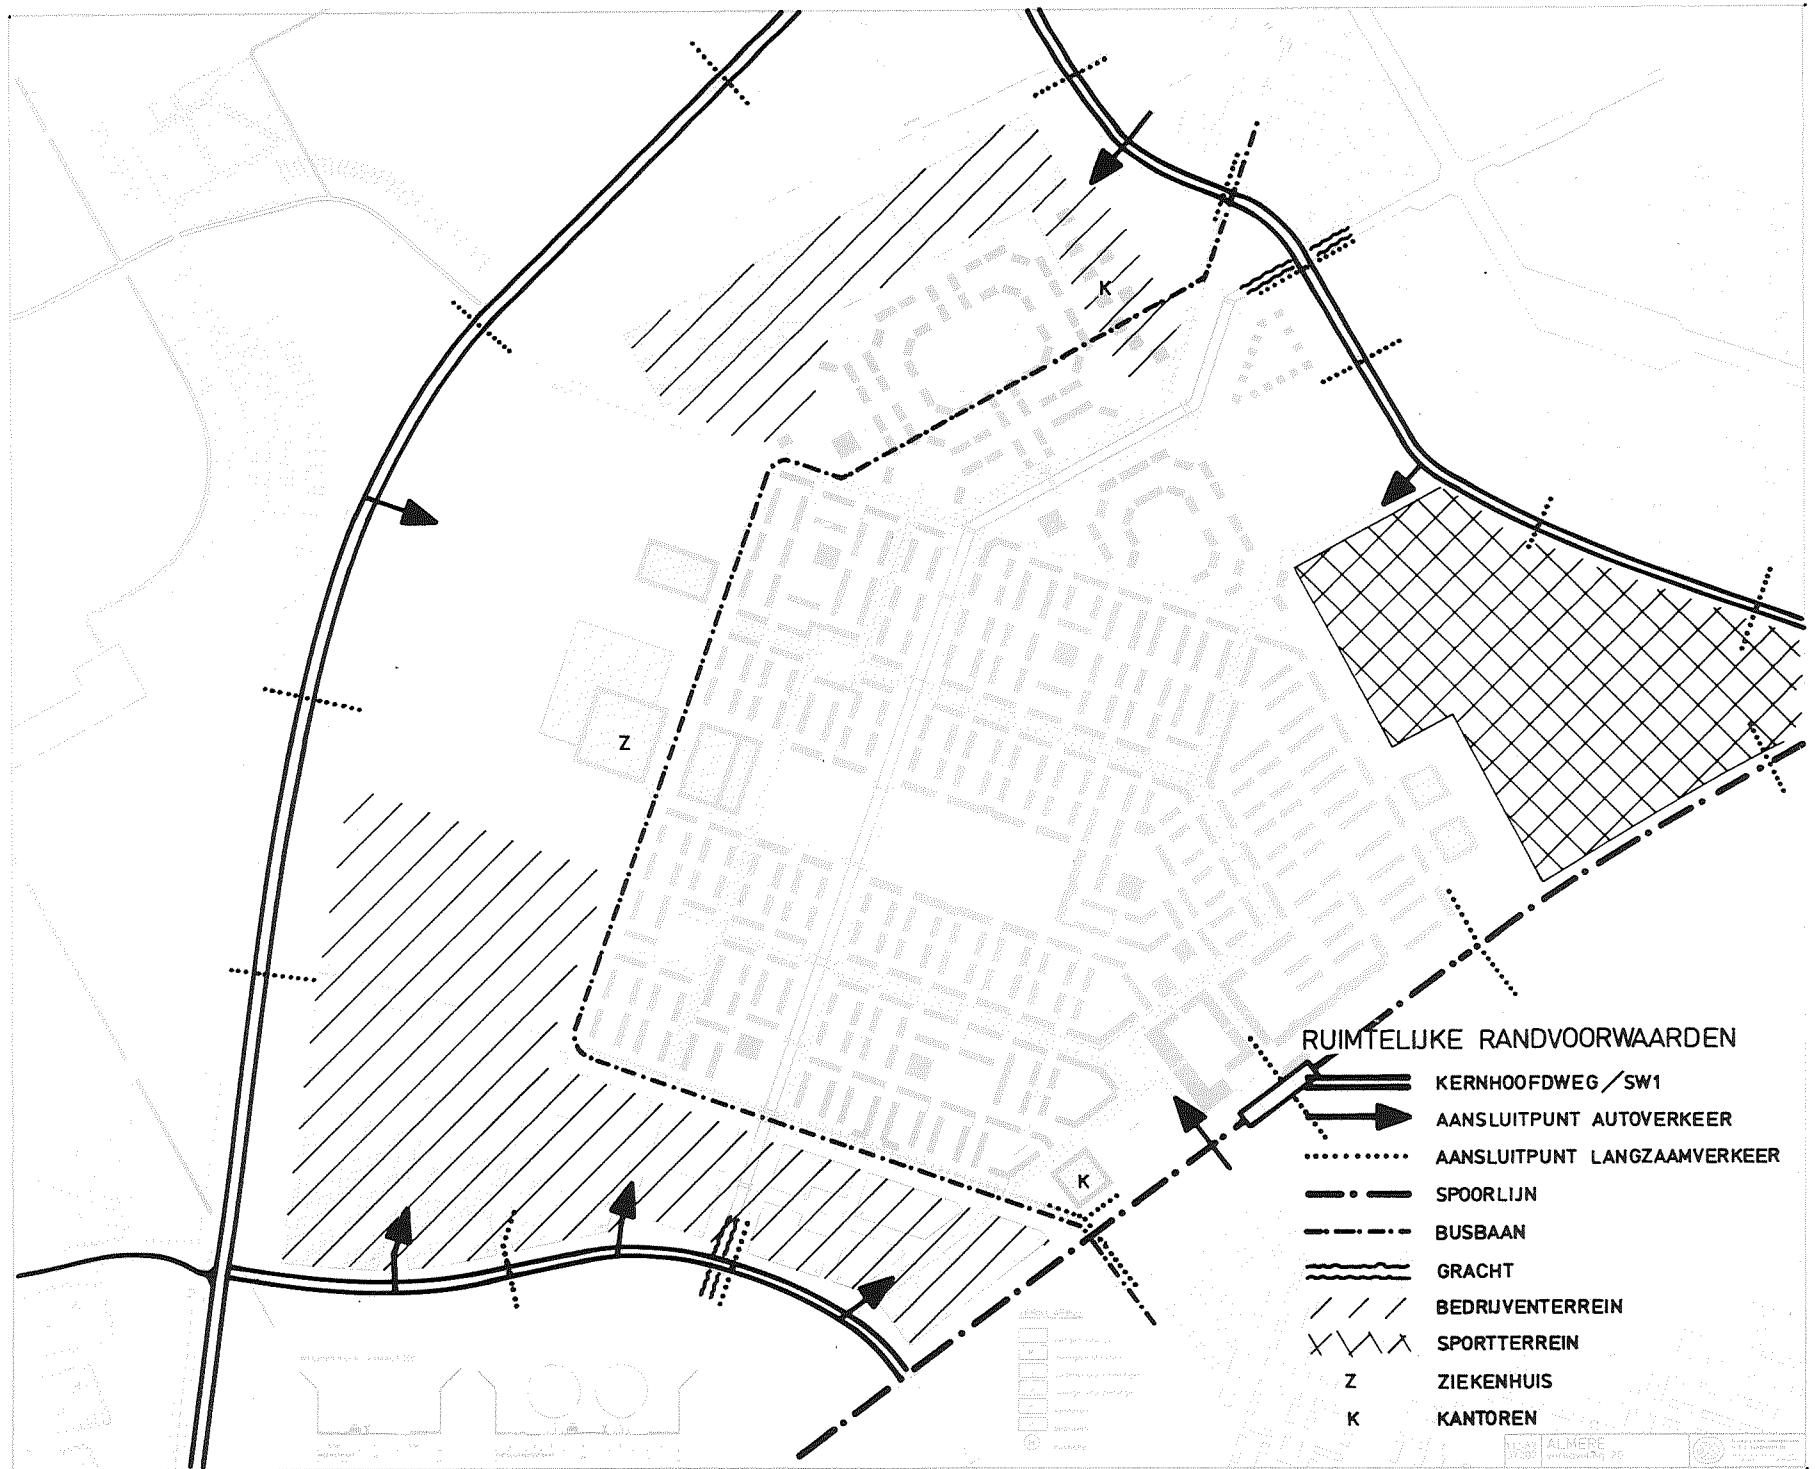 K
Z
K
RUIMTELIJKE RANDVOORWAARDEN
KERNHOOFDWEG / SW1
AANSLUITPUNT AUTOVERKEER
AANSLUITPUNT LANGZAAMVERKEER
SPOORLIJN
BUSBAAN
GRACHT
BEDRIJVENTERREIN
SPORTTERREIN
Z ZIEKENHUIS
K KANTOREN
ALMERE